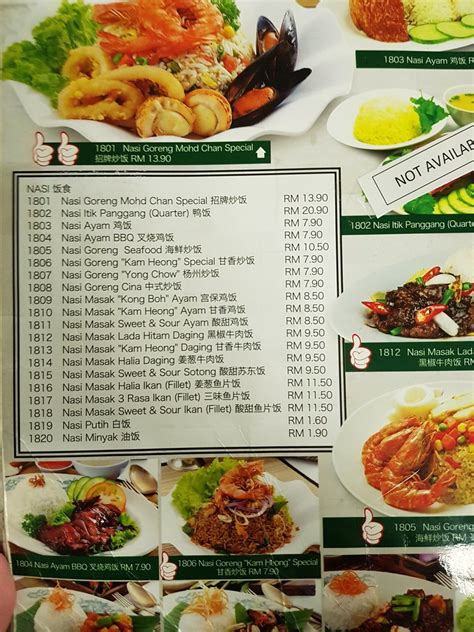 1803 Nasi Ayam 鸡饭
1801 Nasi Goreng Mohd Chan Special
招牌炒饭 RM 13.90
NOT AVAILAB
1802 Nasi Itik Panggang (Quarter)
NASI 饭食
1801 Nasi Goreng Mohd Chan Special 招牌炒饭 RM 13.90
1802 Nasi Itik Panggang (Quarter) 鸭饭 RM 20.90
1803 Nasi Ayam 鸡饭 RM 7.90
1804 Nasi Ayam BBQ 叉烧鸡饭 RM 7.90
1805 Nasi Goreng Seafood 海鲜炒饭 RM 10.50
1806 Nasi Goreng "Kam Heong" Special 甘香炒饭 RM 7.90
1807 Nasi Goreng "Yong Chow" 杨州炒饭 RM 7.90
1808 Nasi Goreng Cina 中式炒饭 RM 7.90
1809 Nasi Masak "Kong Boh" Ayam 宫保鸡饭 RM 8.50
1810 Nasi Masak "Kam Heong" Ayam 甘香鸡饭 RM 8.50
1811 Nasi Masak Sweet & Sour Ayam 酸甜鸡饭 RM 8.50
1812 Nasi Masak Lada Hitam Daging 黑椒牛肉饭 RM 9.50
1813 Nasi Masak "Kam Heong" Daging 甘香牛肉饭 RM 9.50
1814 Nasi Masak Halia Daging 姜葱牛肉饭 RM 9.50
1815 Nasi Masak Sweet & Sour Sotong 酸甜苏东饭 RM 9.50
1816 Nasi Masak Halia Ikan (Fillet) 姜葱鱼片饭 RM 11.50
1817 Nasi Masak 3 Rasa Ikan (Fillet) 三味鱼片饭 RM 11.50
1818 Nasi Masak Sweet & Sour Ikan (Fillet) 酸甜鱼片饭 RM 11.50
1819 Nasi Putih 白饭 RM 1.60
1820 Nasi Minyak 油饭 RM 1.90
1812 Nasi Masak Lada
黑椒牛肉饭 RM 9.50
1805 Nasi Goreng
海鲜炒饭 RM
1804 Nasi Ayam BBQ 叉烧鸡饭 RM 7.90
1806 Nasi Goreng "Kam Heong" Special
甘香炒饭 RM 7.90